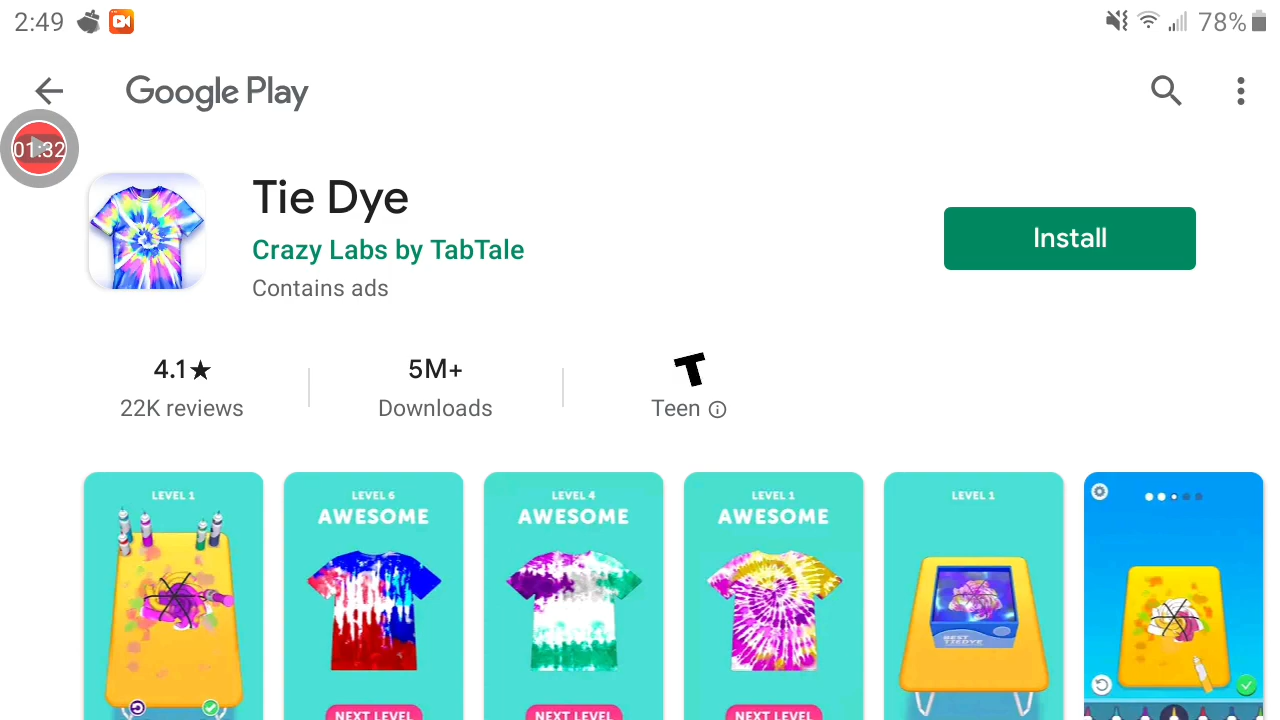 2:49 78%
Google Play
01:32
Tie Dye
Crazy Labs by TabTale
Contains ads
Install
4.1★ 5M+
22K reviews Downloads Teen
LEVEL 1 LEVEL 6 LEVEL 4 LEVEL 1 LEVEL 1
AWESOME AWESOME AWESOME
BEST
TIEDYE
NEXT LEVEL NEXT LEVEL NEXT LEVEL